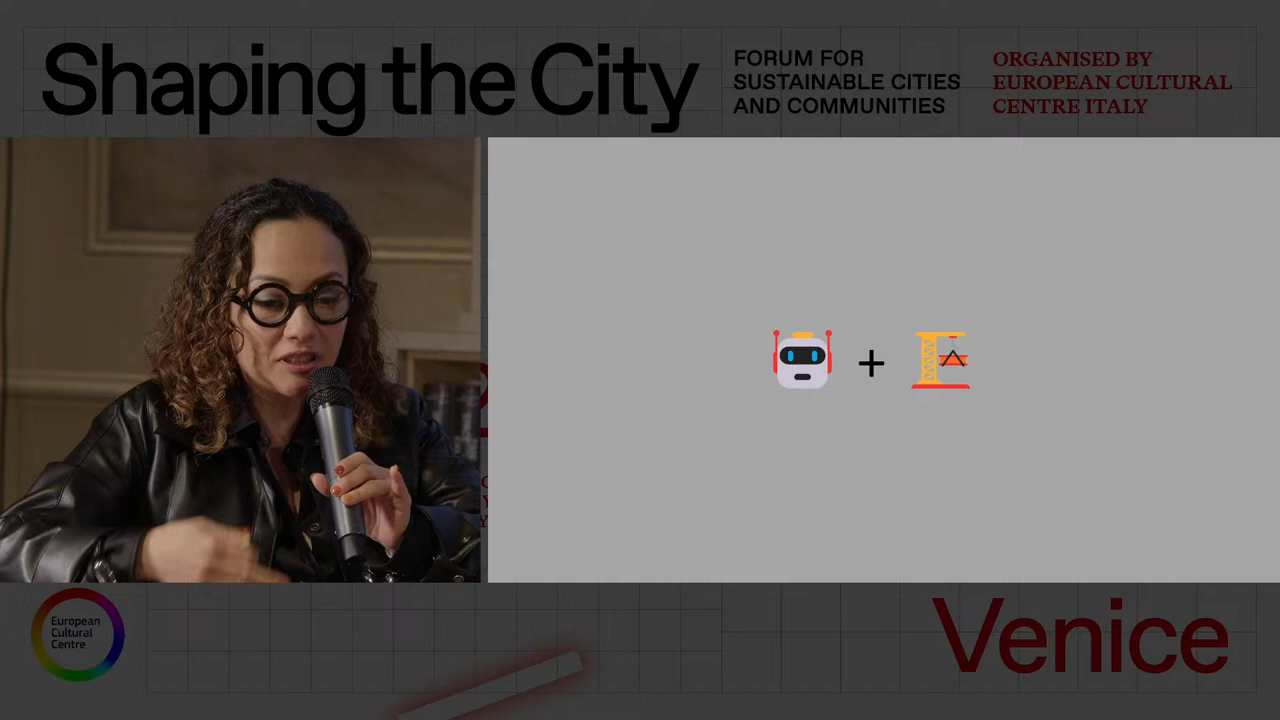 Shaping the City
FORUM FOR
SUSTAINABLE CITIES
AND COMMUNITIES
ORGANISED BY
EUROPEAN CULTURAL
CENTRE ITALY
+
European
Cultural
Centre
Venice